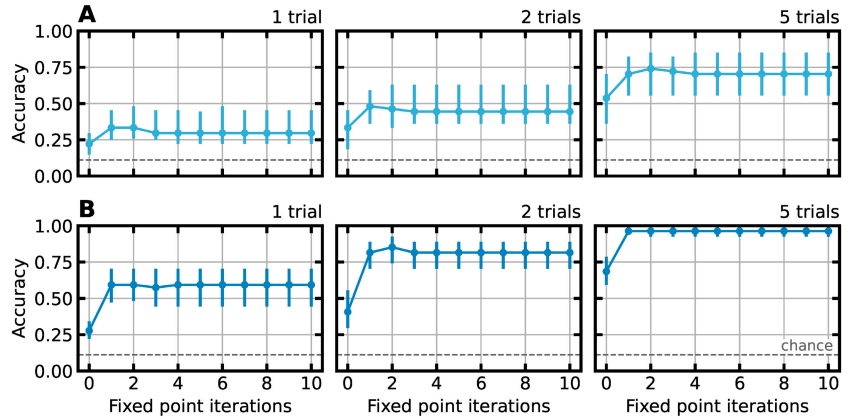 A
1 trial
2 trials
5 trials
Accuracy
1.00
0.75
0.50
0.25
0.00
B
1 trial
2 trials
5 trials
Accuracy
1.00
0.75
0.50
0.25
0.00
chance
0 2 4 6 8 10
0 2 4 6 8 10
0 2 4 6 8 10
Fixed point iterations
Fixed point iterations
Fixed point iterations